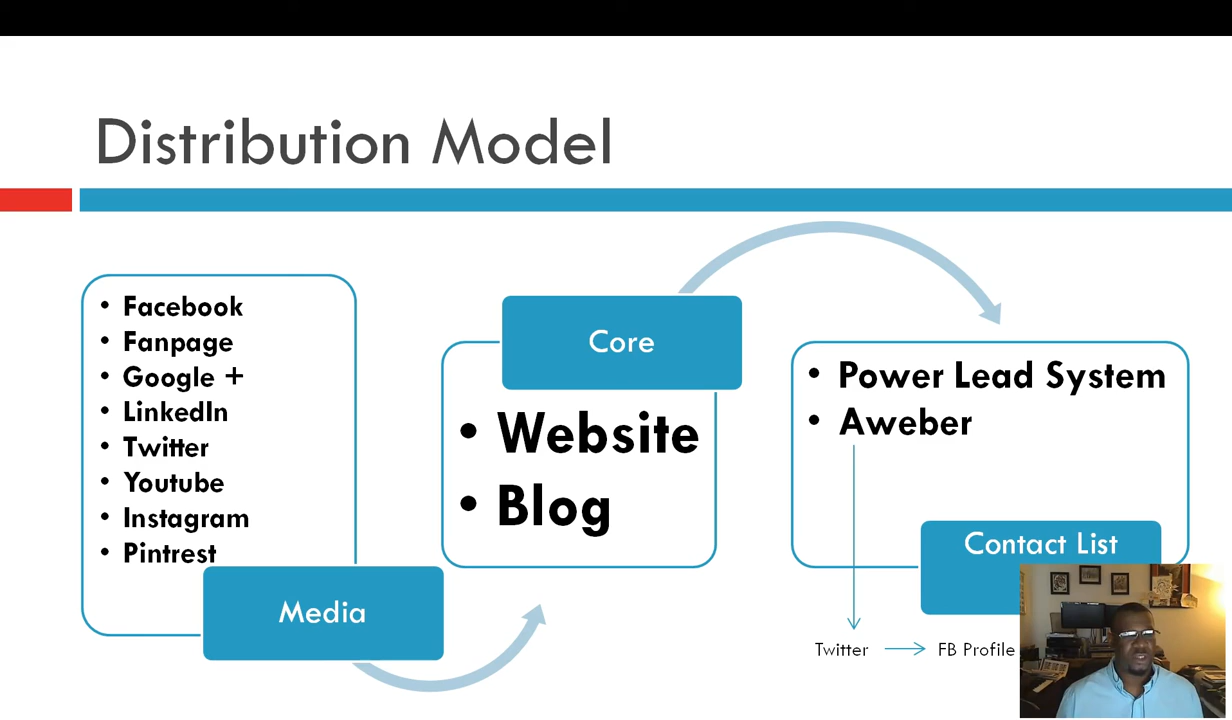 Distribution Model
• Facebook
• Fanpage
• Google +
• LinkedIn
• Twitter
• Youtube
• Instagram
• Pintrest
Media
Core
• Website
• Blog
• Power Lead System
• Aweber
Contact List
Twitter
FB Profile